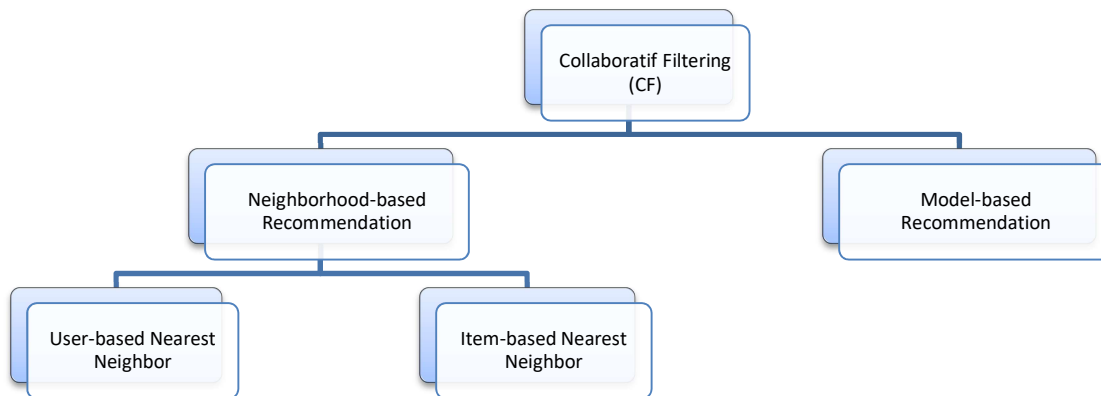 Collaboratif Filtering
(CF)
Neighborhood-based
Recommendation
Model-based
Recommendation
User-based Nearest
Neighbor
Item-based Nearest
Neighbor